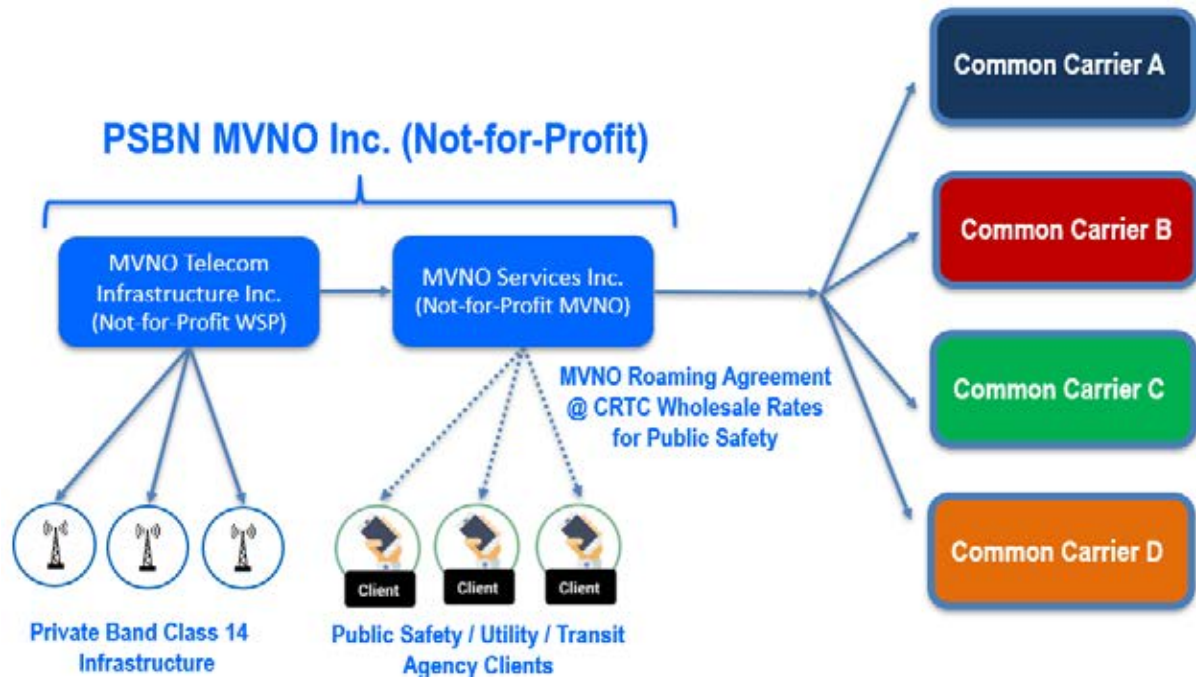 PSBN MVNO Inc. (Not-for-Profit)
MVNO Telecom
Infrastructure Inc.
(Not-for-Profit WSP)
MVNO Services Inc.
(Not-for-Profit MVNO)
MVNO Roaming Agreement
@ CRTC Wholesale Rates
for Public Safety
Client
Client
Client
Private Band Class 14
Infrastructure
Public Safety / Utility / Transit
Agency Clients
Common Carrier A
Common Carrier B
Common Carrier C
Common Carrier D